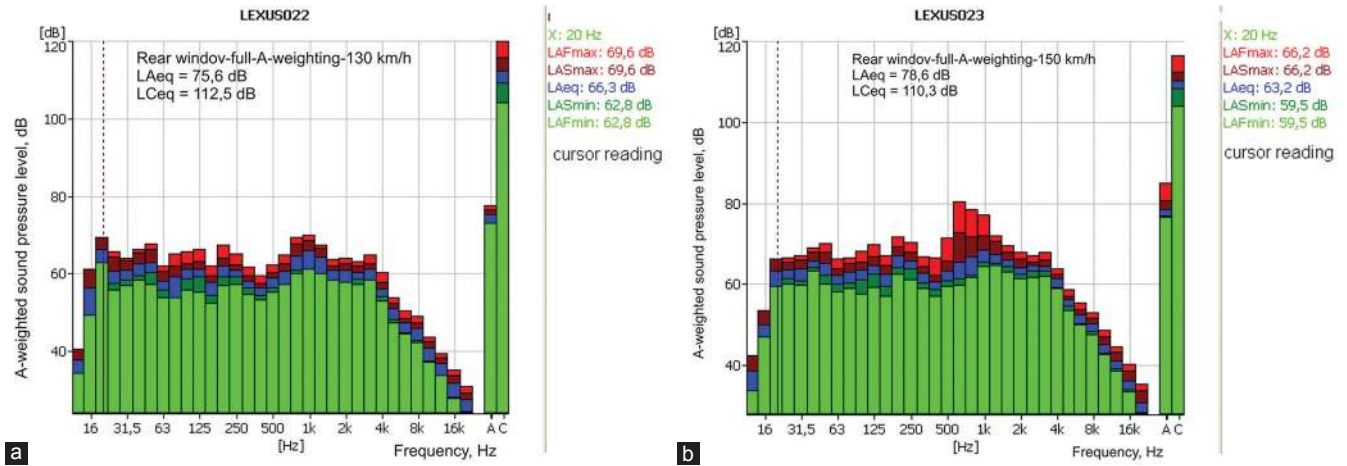 LEXUS022
[dB]
120
100
80
60
40
A-weighted sound pressure level, dB
Rear windov-full-A-weighting-130 km/h
LAeq = 75,6 dB
LCeq = 112,5 dB
16 31,5 63 125 250 500 1k 2k 4k 8k 16k A C
[Hz]
Frequency, Hz
X: 20 Hz
LAFmax: 69,6 dB
LASmax: 69,6 dB
LAeq: 66,3 dB
LASmin: 62,8 dB
LAFmin: 62,8 dB
cursor reading
a
LEXUS023
[dB]
120
100
80
60
40
A-weighted sound pressure level, dB
Rear windov-full-A-weighting-150 km/h
LAeq = 78,6 dB
LCeq = 110,3 dB
16 31,5 63 125 250 500 1k 2k 4k 8k 16k A C
[Hz]
Frequency, Hz
X: 20 Hz
LAFmax: 66,2 dB
LASmax: 66,2 dB
LAeq: 63,2 dB
LASmin: 59,5 dB
LAFmin: 59,5 dB
cursor reading
b